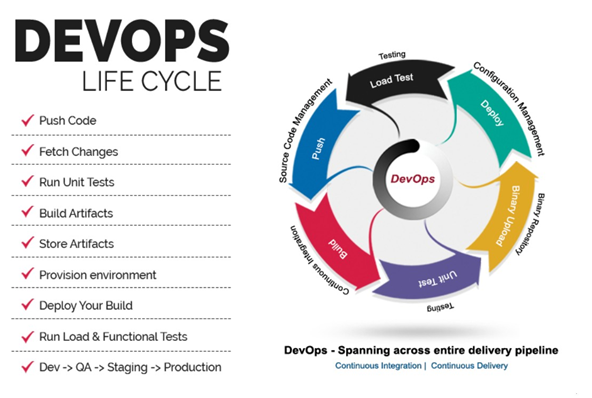 DEVOPS
LIFE CYCLE
Push Code
Fetch Changes
Run Unit Tests
Build Artifacts
Store Artifacts
Provision environment
Deploy Your Build
Run Load & Functional Tests
Dev -> QA -> Staging -> Production
Testing
Load Test
Configuration Management
Deploy
Binary Repository
Binary Upload
Testing
Unit Test
Continuous Integration
Build
Source Code Management
Push
DevOps
DevOps - Spanning across entire delivery pipeline
Continuous Integration | Continuous Delivery